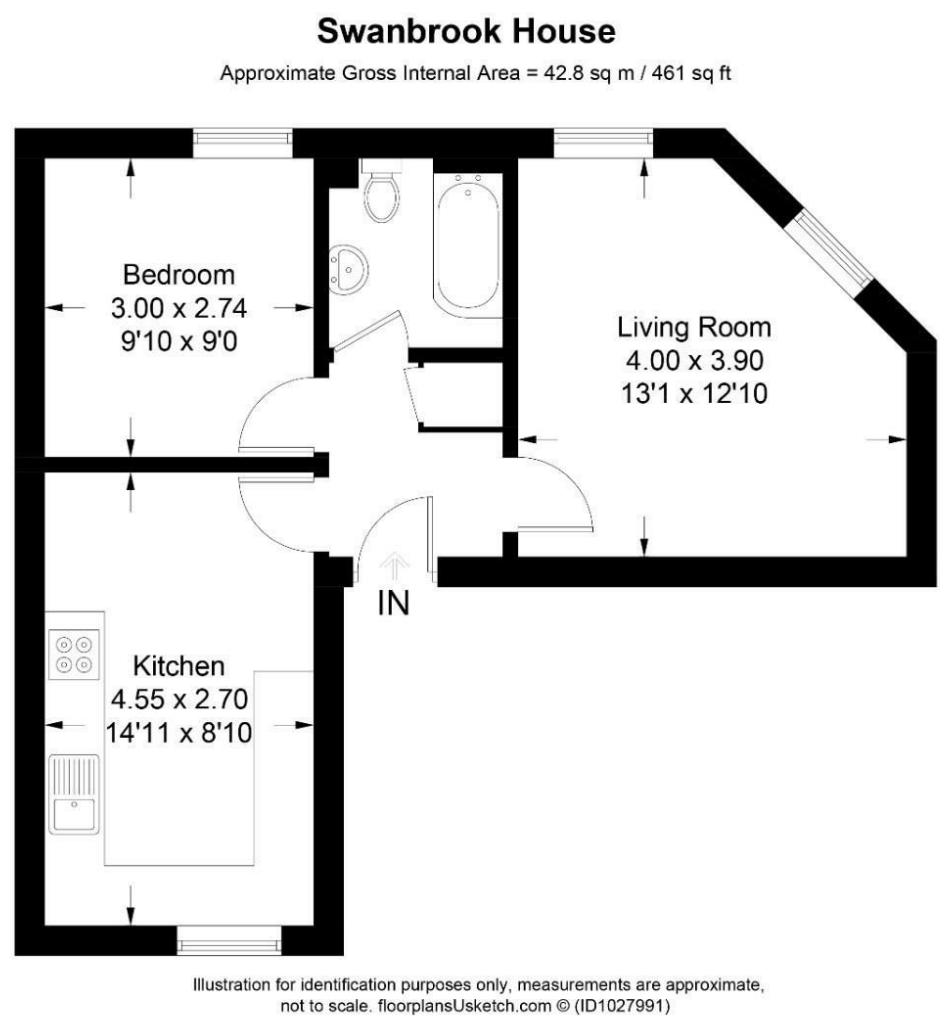 Swanbrook House
Approximate Gross Internal Area = 42.8 sq m / 461 sq ft
Bedroom
3.00 x 2.74
9'10 x 9'0
Living Room
4.00 x 3.90
13'1 x 12'10
IN
Kitchen
4.55 x 2.70
14'11 x 8'10
Illustration for identification purposes only, measurements are approximate,
not to scale. floorplansUsketch.com © (ID1027991)